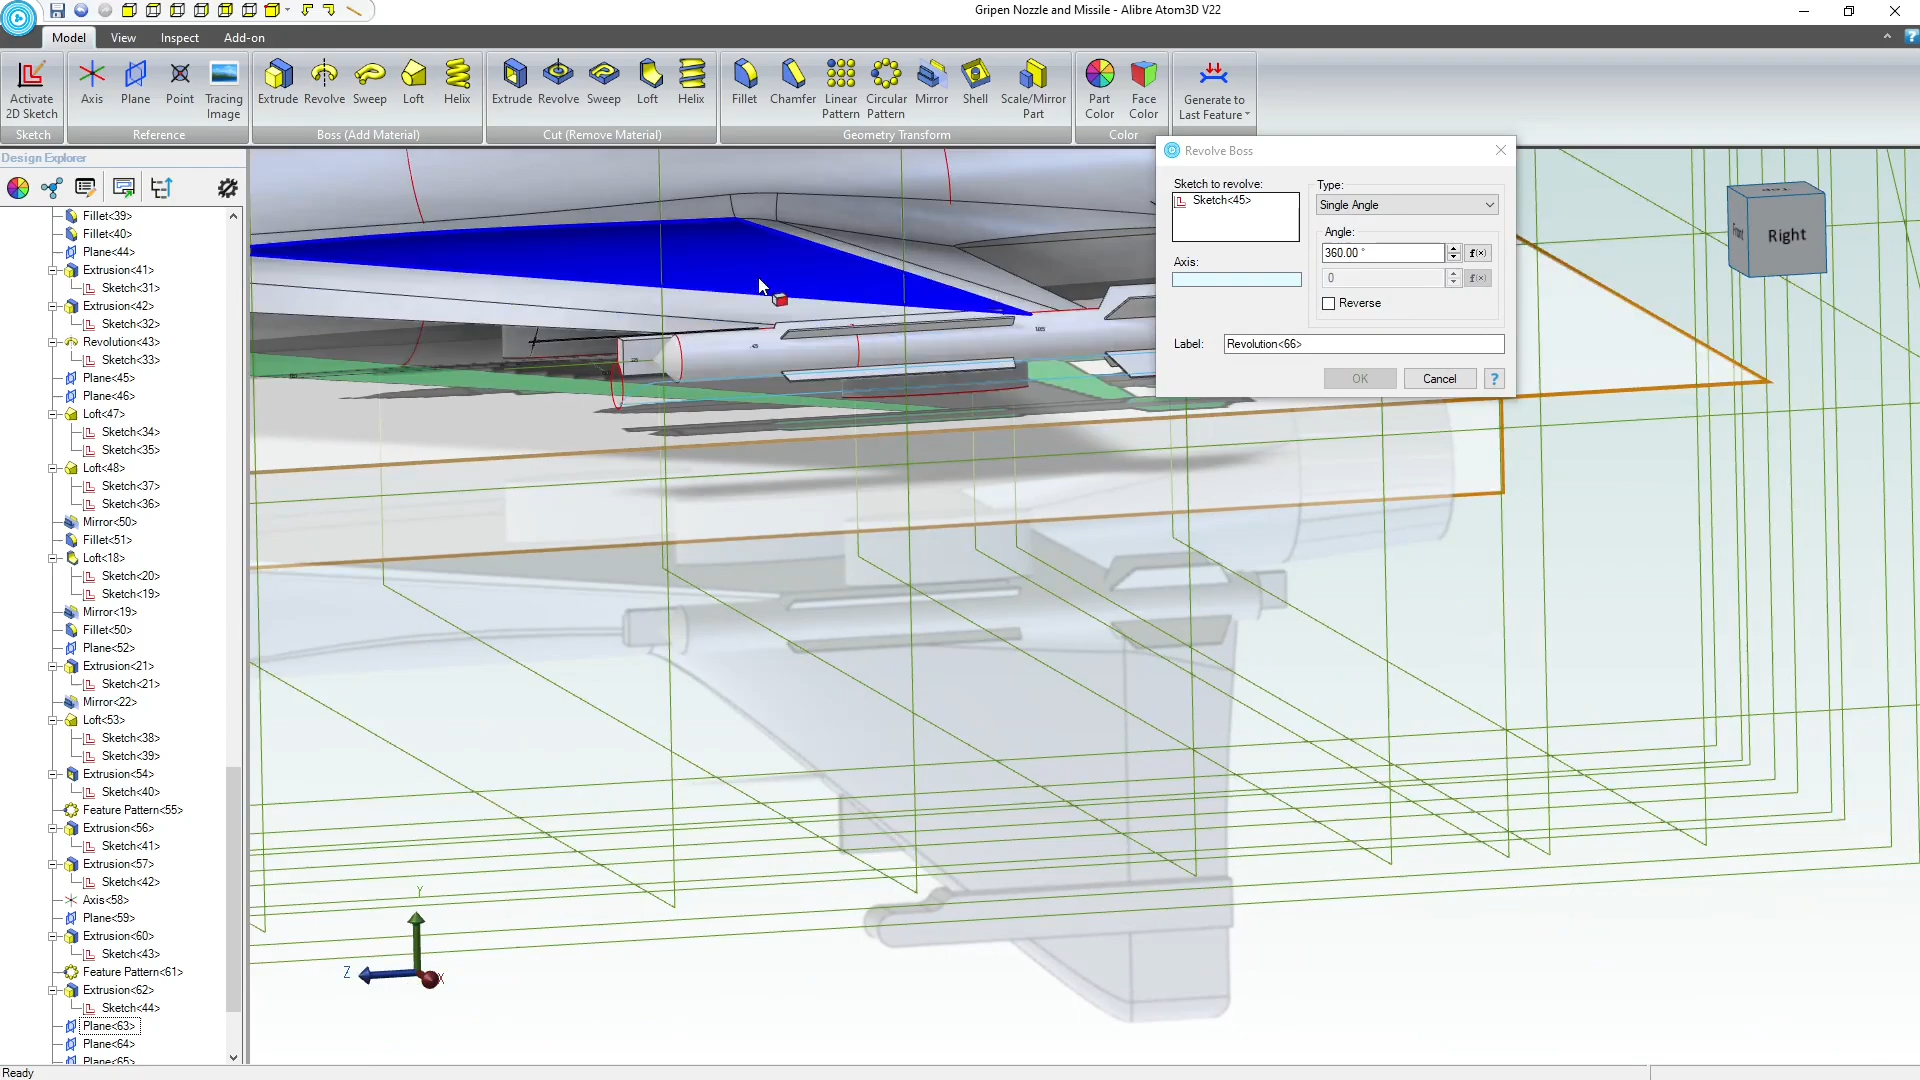 Gripen Nozzle and Missile - Alibre Atom3D V22
Model
View
Inspect
Add-on
Activate
2D Sketch
Axis
Plane
Point
Tracing
Image
Extrude
Revolve
Sweep
Loft
Helix
Extrude
Revolve
Sweep
Loft
Helix
Fillet
Chamfer
Linear
Pattern
Circular
Pattern
Mirror
Shell
Scale/Mirror
Part
Part
Color
Face
Color
Generate to
Last Feature
Sketch
Reference
Boss (Add Material)
Cut (Remove Material)
Geometry Transform
Color
Design Explorer
Fillet<39>
Fillet<40>
Plane<44>
Extrusion<41>
Sketch<31>
Extrusion<42>
Sketch<32>
Revolution<43>
Sketch<33>
Plane<45>
Plane<46>
Loft<47>
Sketch<34>
Sketch<35>
Loft<48>
Sketch<37>
Sketch<36>
Mirror<50>
Fillet<51>
Loft<18>
Sketch<20>
Sketch<19>
Mirror<19>
Fillet<50>
Plane<52>
Extrusion<21>
Sketch<21>
Mirror<22>
Loft<53>
Sketch<38>
Sketch<39>
Extrusion<54>
Sketch<40>
Feature Pattern<55>
Extrusion<56>
Sketch<41>
Extrusion<57>
Sketch<42>
Axis<58>
Plane<59>
Extrusion<60>
Sketch<43>
Feature Pattern<61>
Extrusion<62>
Sketch<44>
Plane<63>
Plane<64>
Plane<65>
Revolve Boss
Sketch to revolve:
Sketch<45>
Axis:
Type:
Single Angle
Angle:
360.00 °
f(x)
0
f(x)
Reverse
Label:
Revolution<66>
OK
Cancel
?
Top
Front
Right
Y
Z
X
Ready